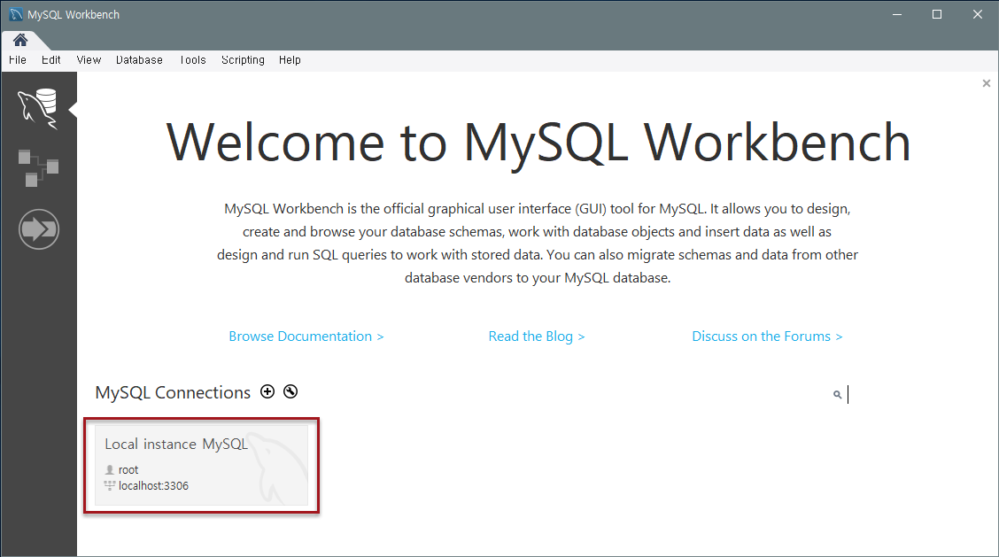 MySQL Workbench
File Edit View Database Tools Scripting Help
Welcome to MySQL Workbench
MySQL Workbench is the official graphical user interface (GUI) tool for MySQL. It allows you to design,
create and browse your database schemas, work with database objects and insert data as well as
design and run SQL queries to work with stored data. You can also migrate schemas and data from other
database vendors to your MySQL database.
Browse Documentation > Read the Blog > Discuss on the Forums >
MySQL Connections
Local instance MySQL
root
localhost:3306